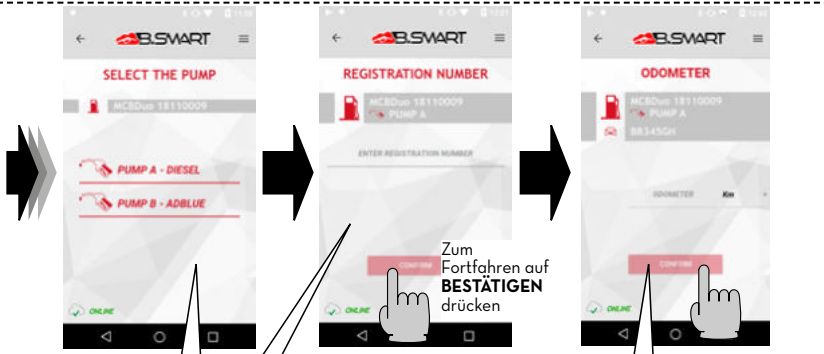 B.SMART
SELECT THE PUMP
MCBDuo 18110009
PUMP A - DIESEL
PUMP B - ADBLUE
ONLINE
B.SMART
REGISTRATION NUMBER
MCBDuo 18110009
PUMP A
ENTER REGISTRATION NUMBER
CONFIRM
ONLINE
Zum
Fortfahren auf
BESTÄTIGEN
drücken
B.SMART
ODOMETER
MCBDuo 18110009
PUMP A
BR345GH
ODOMETER Km
CONFIRM
ONLINE